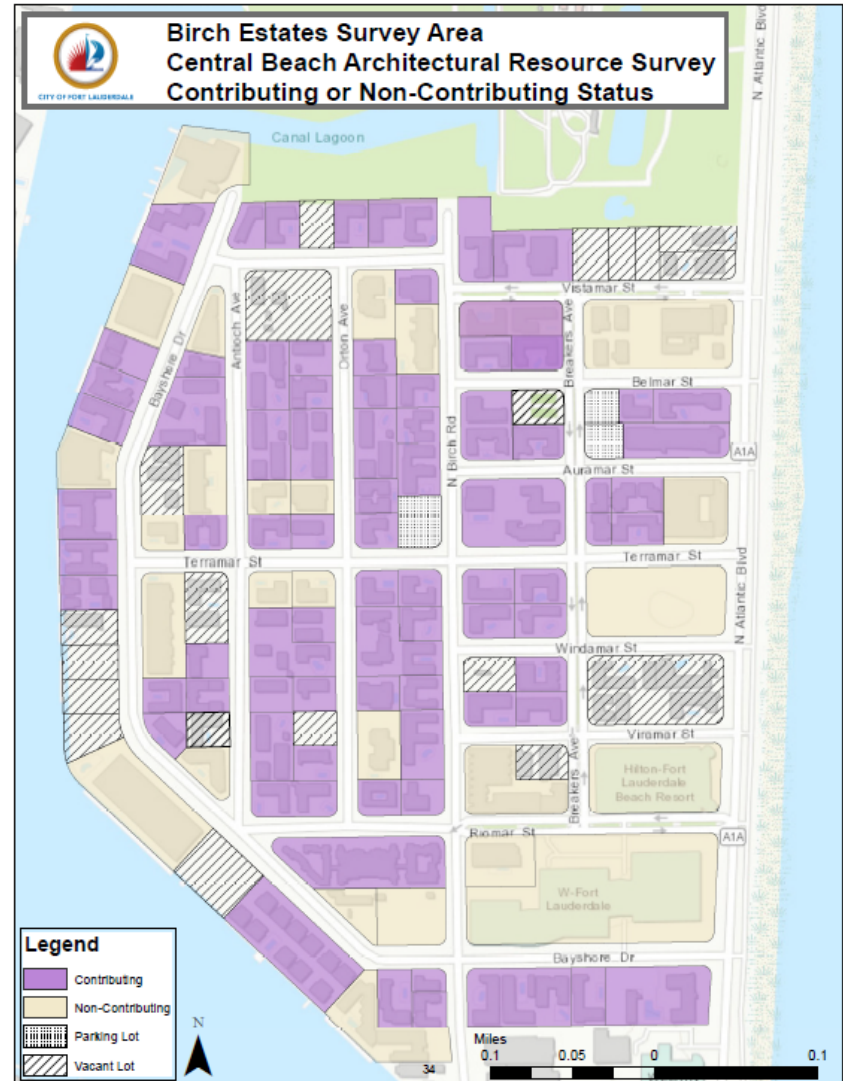 Birch Estates Survey Area
Central Beach Architectural Resource Survey
Contributing or Non-Contributing Status
CITY OF FORT LAUDERDALE
N Atlantic Blvd
Canal Lagoon
Vistamar St
Antioch Ave
Orton Ave
Breakers Ave
Bayshore Dr
Belmar St
N Birch Rd
A1A
Auramar St
Terramar St
Terramar St
N Atlantic Blvd
Windamar St
Viramar St
Breakers Ave
Hilton-Fort
Lauderdale
Beach Resort
Riomar St
A1A
W-Fort
Lauderdale
Bayshore Dr
Legend
Contributing
Non-Contributing
Parking Lot
Vacant Lot
N
34
Miles
0.1 0.05 0 0.1